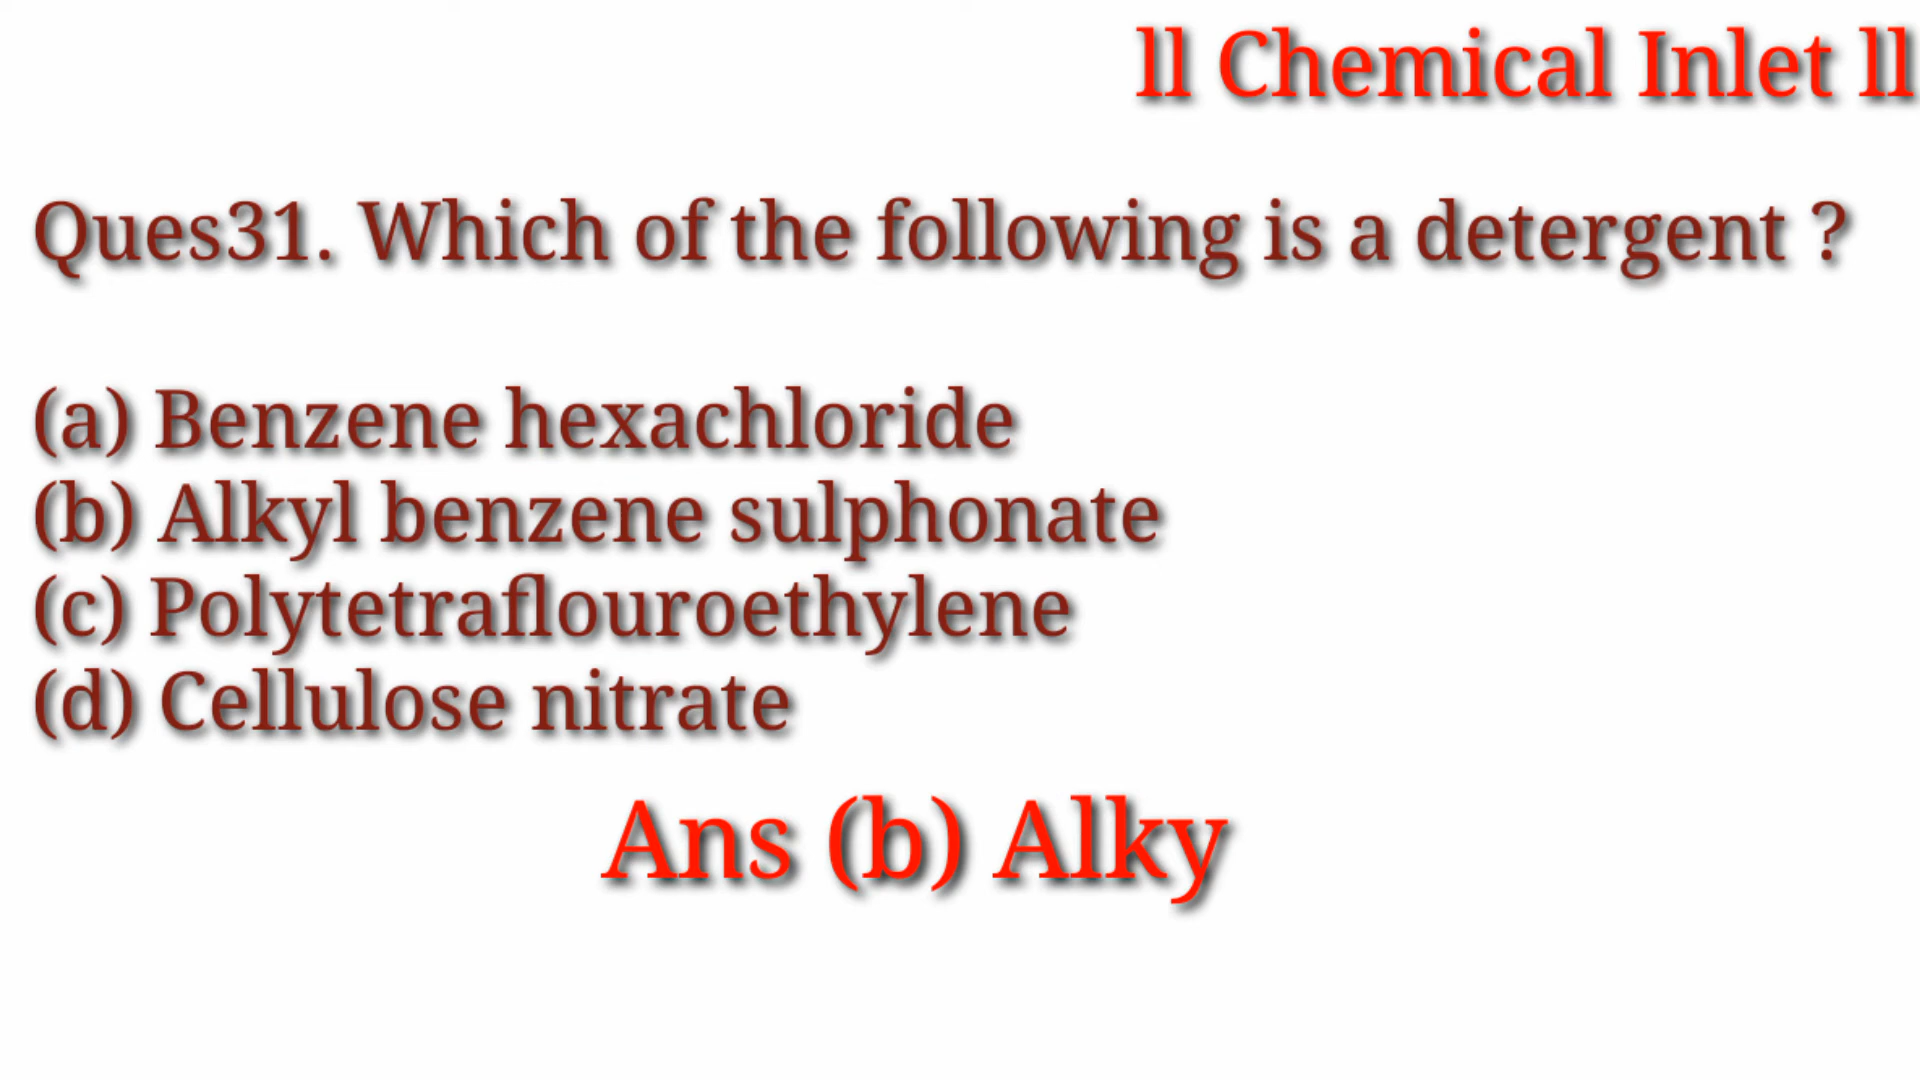 ll Chemical Inlet ll
Ques31. Which of the following is a detergent ?
(a) Benzene hexachloride
(b) Alkyl benzene sulphonate
(c) Polytetraflouroethylene
(d) Cellulose nitrate
Ans (b) Alky